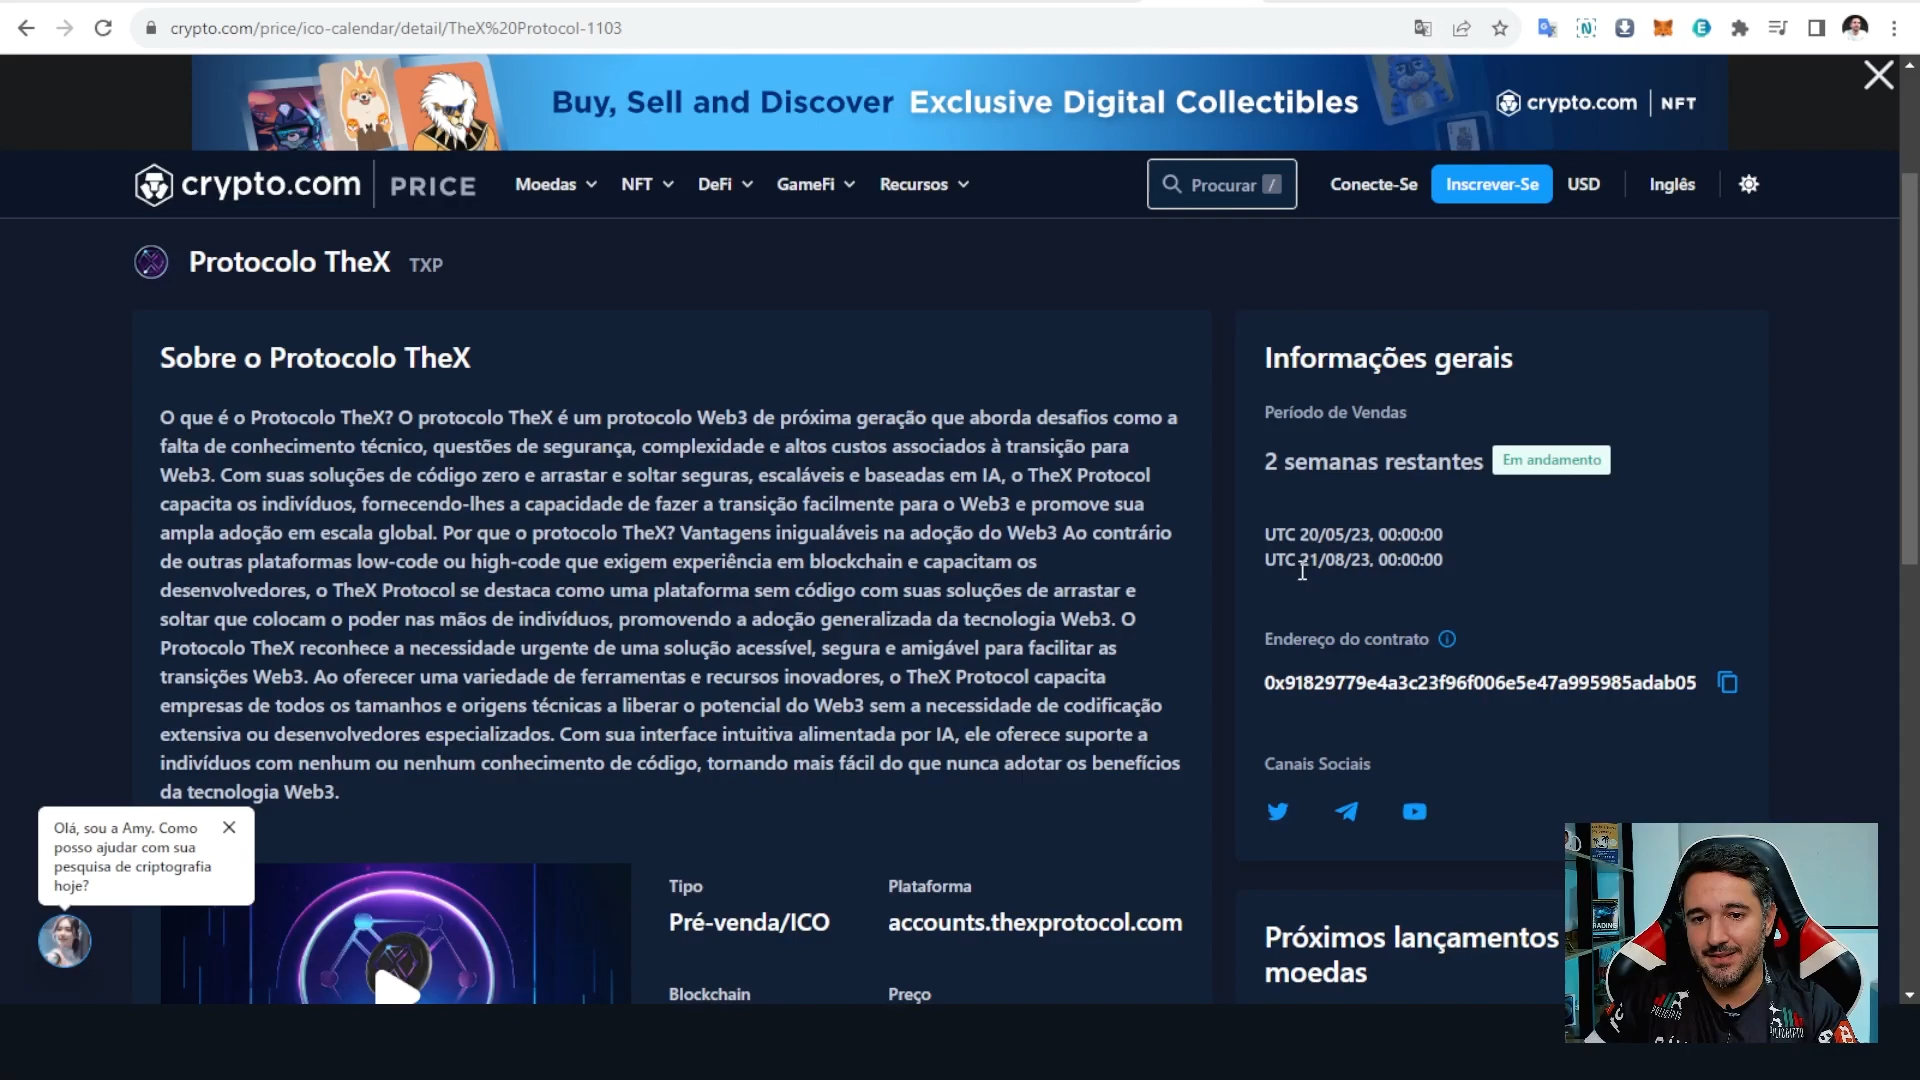 crypto.com/price/ico-calendar/detail/TheX%20Protocol-1103
Buy, Sell and Discover Exclusive Digital Collectibles
crypto.com | NFT
crypto.com | PRICE
Moedas
NFT
DeFi
GameFi
Recursos
Procurar /
Conecte-Se
Inscrever-Se
USD
Inglês
Protocolo TheX TXP
Sobre o Protocolo TheX
O que é o Protocolo TheX? O protocolo TheX é um protocolo Web3 de próxima geração que aborda desafios como a
falta de conhecimento técnico, questões de segurança, complexidade e altos custos associados à transição para
Web3. Com suas soluções de código zero e arrastar e soltar seguras, escaláveis e baseadas em IA, o TheX Protocol
capacita os indivíduos, fornecendo-lhes a capacidade de fazer a transição facilmente para o Web3 e promove sua
ampla adoção em escala global. Por que o protocolo TheX? Vantagens inigualáveis na adoção do Web3 Ao contrário
de outras plataformas low-code ou high-code que exigem experiência em blockchain e capacitam os
desenvolvedores, o TheX Protocol se destaca como uma plataforma sem código com suas soluções de arrastar e
soltar que colocam o poder nas mãos de indivíduos, promovendo a adoção generalizada da tecnologia Web3. O
Protocolo TheX reconhece a necessidade urgente de uma solução acessível, segura e amigável para facilitar as
transições Web3. Ao oferecer uma variedade de ferramentas e recursos inovadores, o TheX Protocol capacita
empresas de todos os tamanhos e origens técnicas a liberar o potencial do Web3 sem a necessidade de codificação
extensiva ou desenvolvedores especializados. Com sua interface intuitiva alimentada por IA, ele oferece suporte a
indivíduos com nenhum ou nenhum conhecimento de código, tornando mais fácil do que nunca adotar os benefícios
da tecnologia Web3.
Informações gerais
Período de Vendas
2 semanas restantes
Em andamento
UTC 20/05/23, 00:00:00
UTC 21/08/23, 00:00:00
Endereço do contrato
0x91829779e4a3c23f96f006e5e47a995985adab05
Canais Sociais
Olá, sou a Amy. Como
posso ajudar com sua
pesquisa de criptografia
hoje?
Tipo
Pré-venda/ICO
Plataforma
accounts.thexprotocol.com
Blockchain
Preço
Próximos lançamentos
moedas